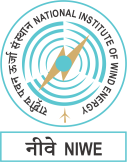 राष्ट्रीय पवन ऊर्जा संस्थान
NATIONAL INSTITUTE OF WIND ENERGY
नीवे NIWE